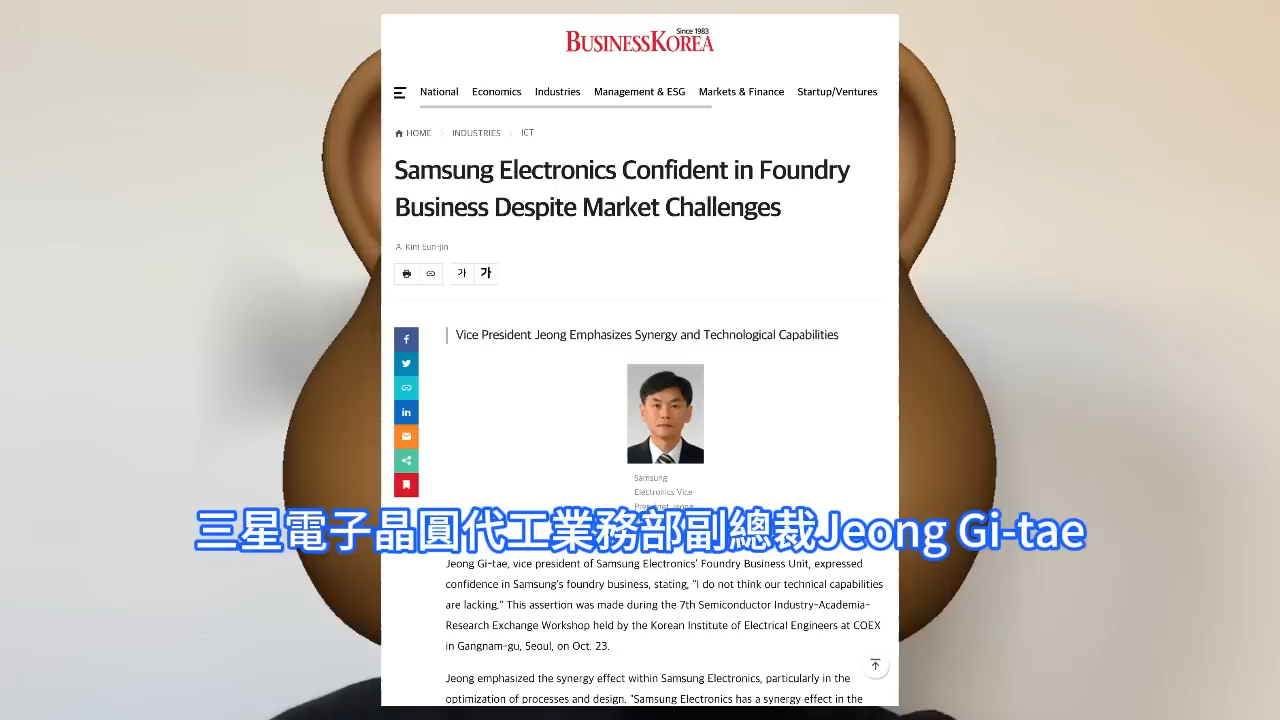 Since 1983
BUSINESSKOREA
National Economics Industries Management & ESG Markets & Finance Startup/Ventures
HOME INDUSTRIES ICT
Samsung Electronics Confident in Foundry
Business Despite Market Challenges
Kim Eun-jin
가 가
Vice President Jeong Emphasizes Synergy and Technological Capabilities
Samsung
Electronics Vice
三星電子晶圓代工業務部副總裁Jeong Gi-tae
Jeong Gi-tae, vice president of Samsung Electronics' Foundry Business Unit, expressed
confidence in Samsung's foundry business, stating, "I do not think our technical capabilities
are lacking." This assertion was made during the 7th Semiconductor Industry-Academia-
Research Exchange Workshop held by the Korean Institute of Electrical Engineers at COEX
in Gangnam-gu, Seoul, on Oct. 23.
Jeong emphasized the synergy effect within Samsung Electronics, particularly in the
optimization of processes and design. "Samsung Electronics has a synergy effect in the